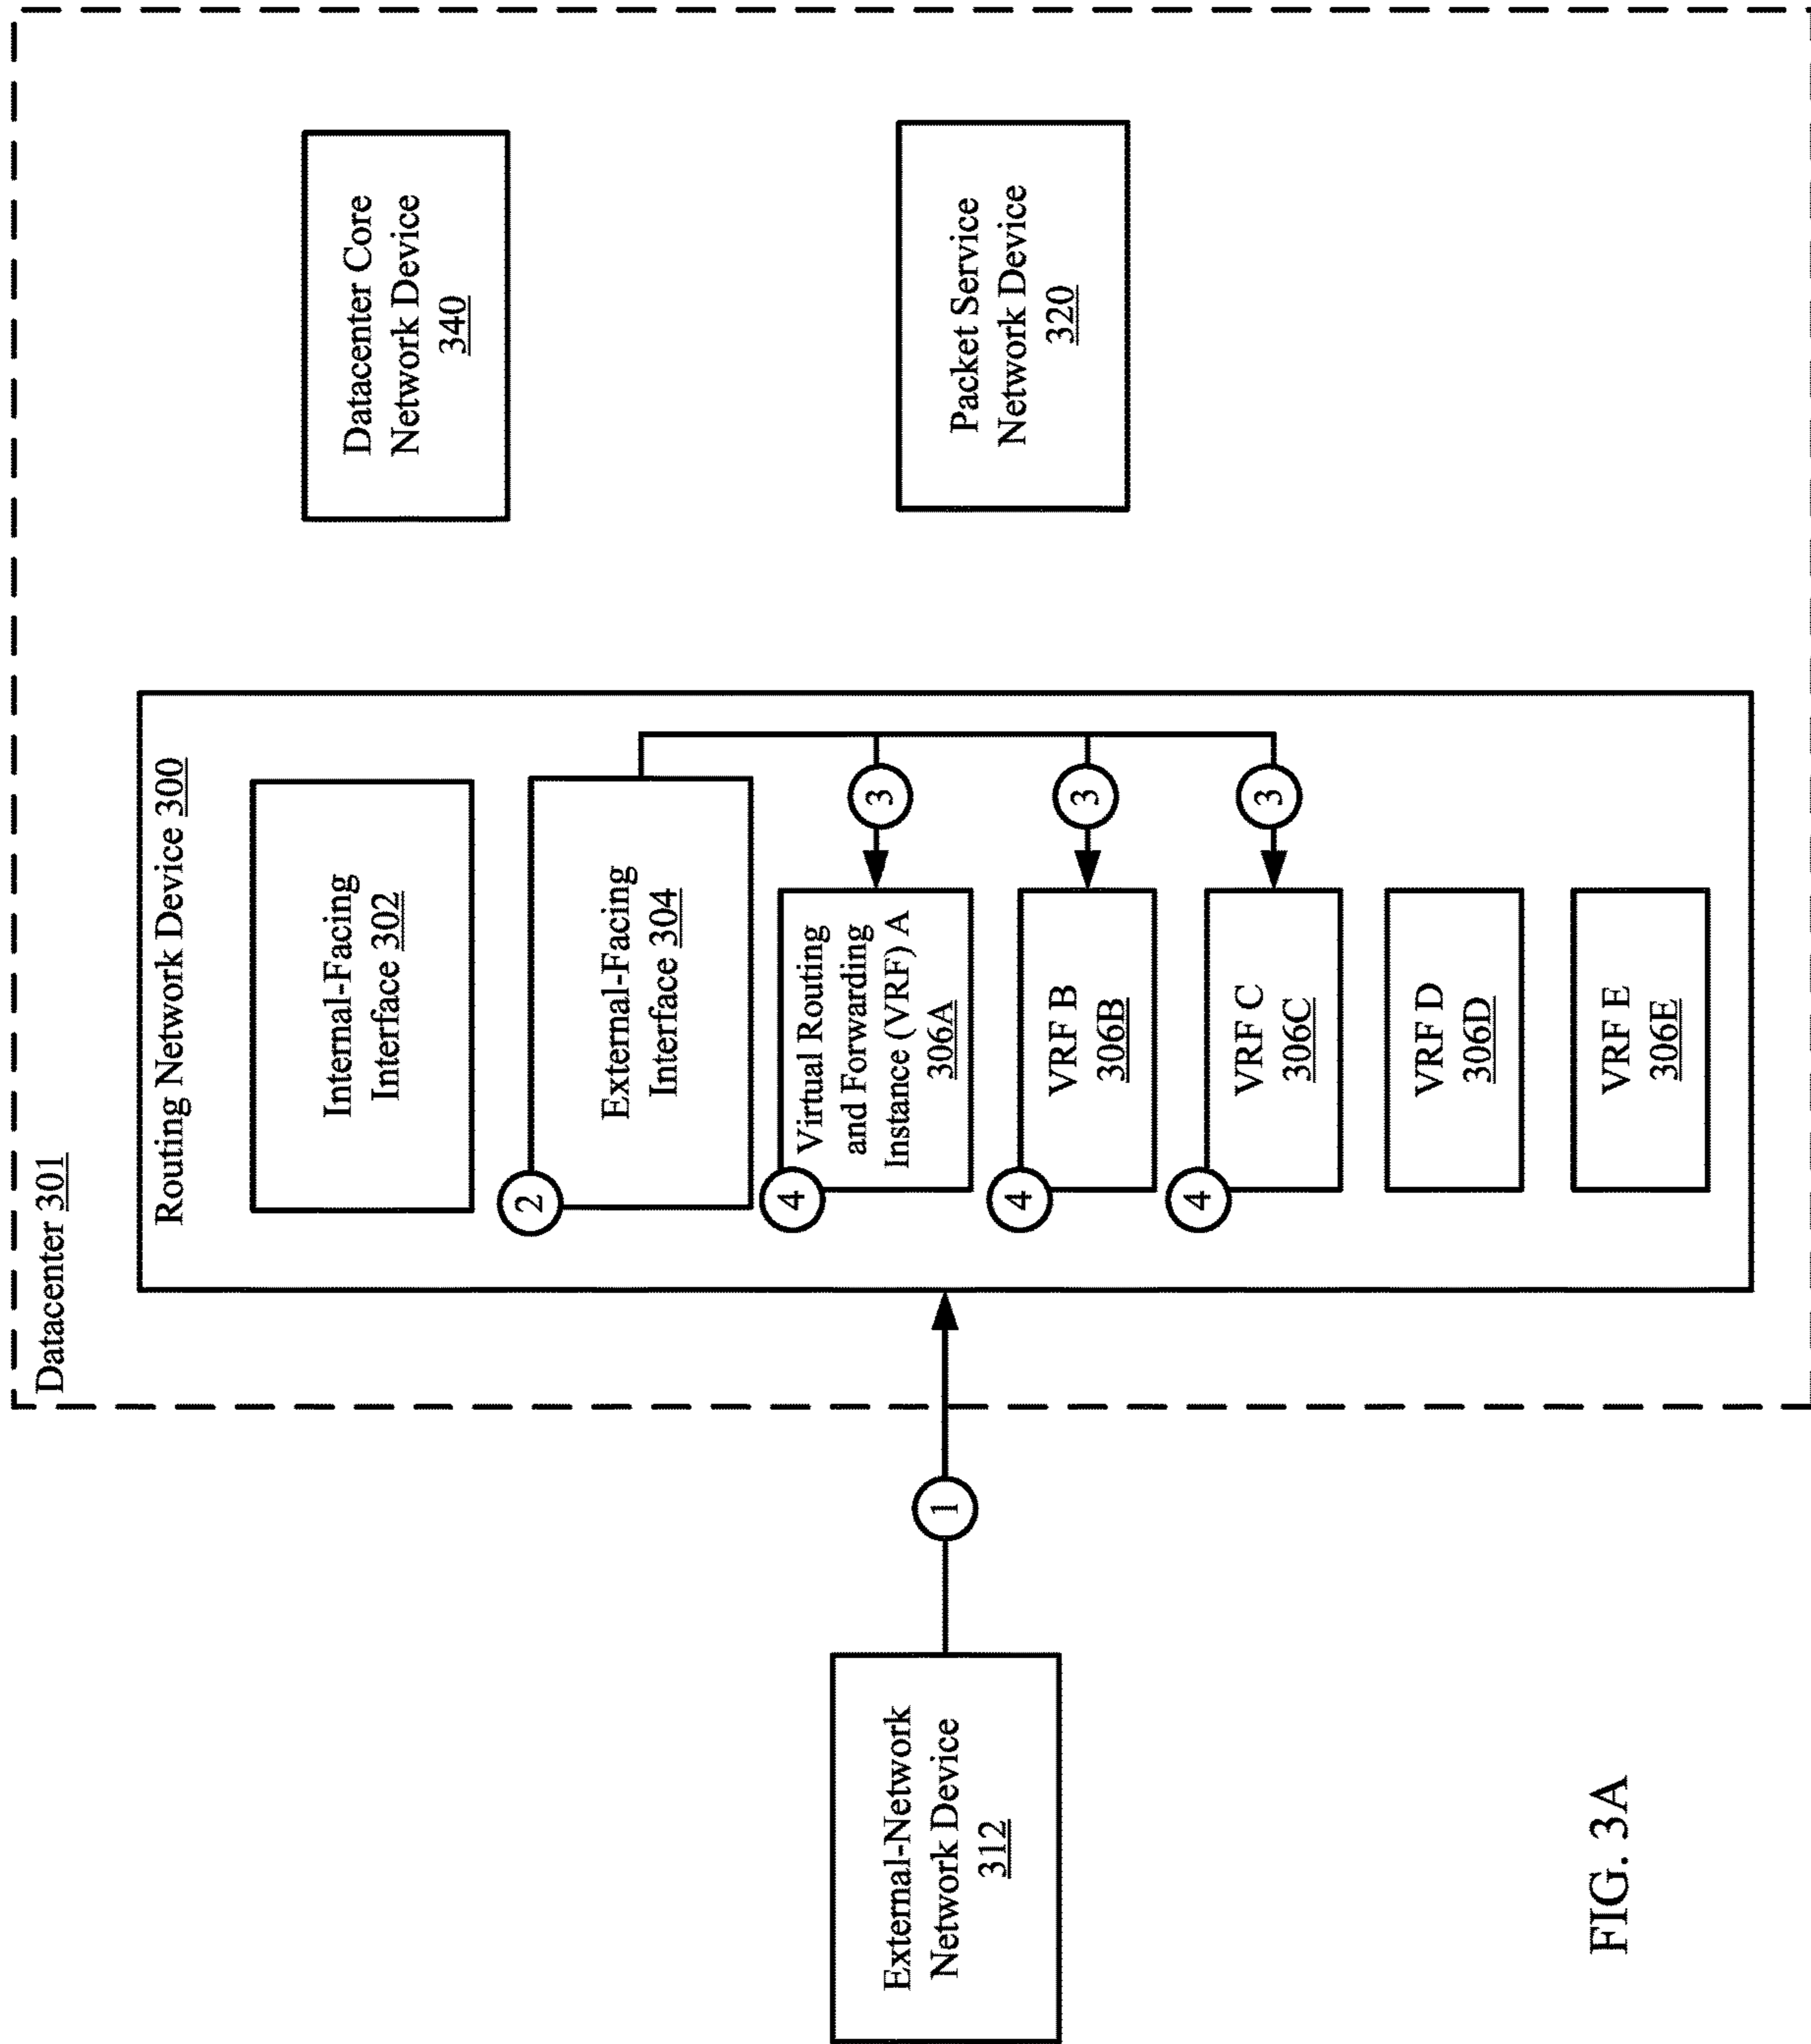 Datacenter 301
Routing Network Device 300
Internal-Facing
Interface 302
2
External-Facing
Interface 304
4
Virtual Routing
and Forwarding
Instance (VRF) A
306A
3
4
VRF B
306B
3
4
VRF C
306C
3
VRF D
306D
VRF E
306E
Datacenter Core
Network Device
340
Packet Service
Network Device
320
1
External-Network
Network Device
312
FIG. 3A